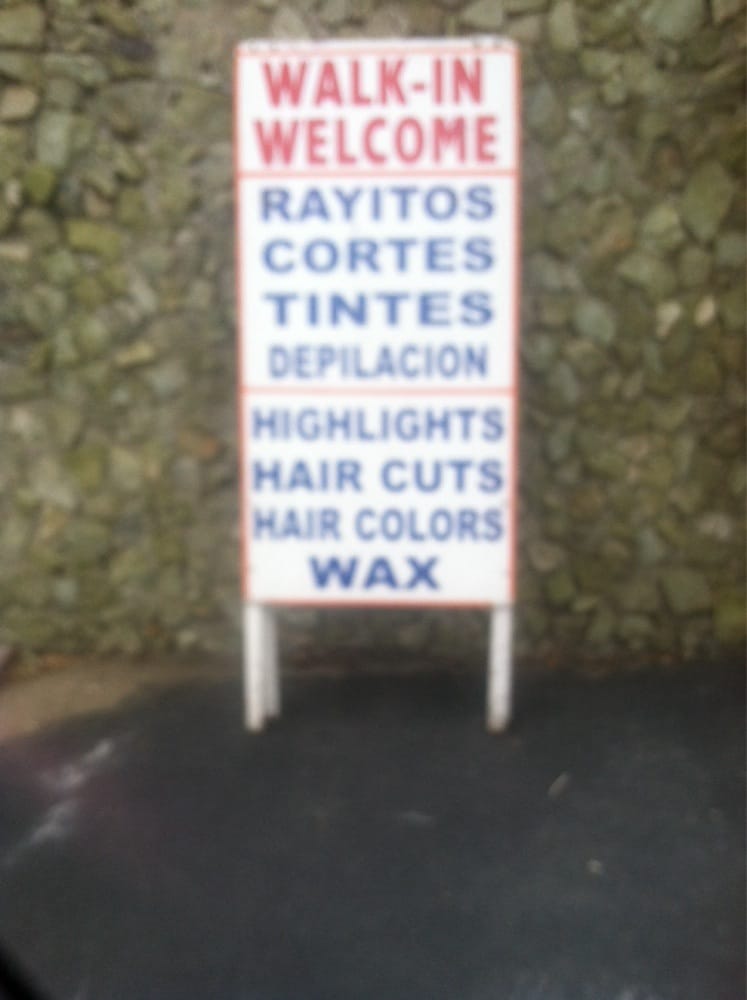 WALK-IN
WELCOME
RAYITOS
CORTES
TINTES
DEPILACION
HIGHLIGHTS
HAIR CUTS
HAIR COLORS
WAX